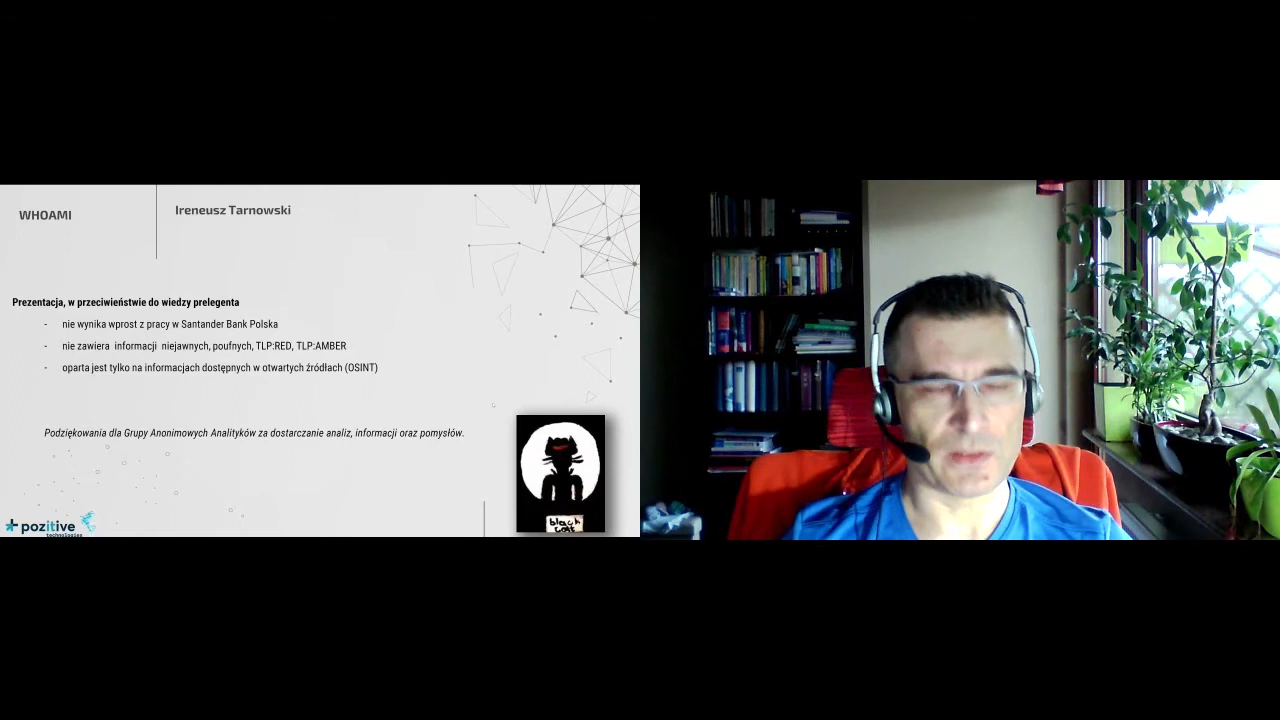 WHOAMI
Ireneusz Tarnowski
Prezentacja, w przeciwieństwie do wiedzy prelegenta
- nie wynika wprost z pracy w Santander Bank Polska
- nie zawiera informacji niejawnych, poufnych, TLP:RED, TLP:AMBER
- oparta jest tylko na informacjach dostępnych w otwartych źródłach (OSINT)
Podziękowania dla Grupy Anonimowych Analityków za dostarczanie analiz, informacji oraz pomysłów.
black
cat
pozitive
technologies